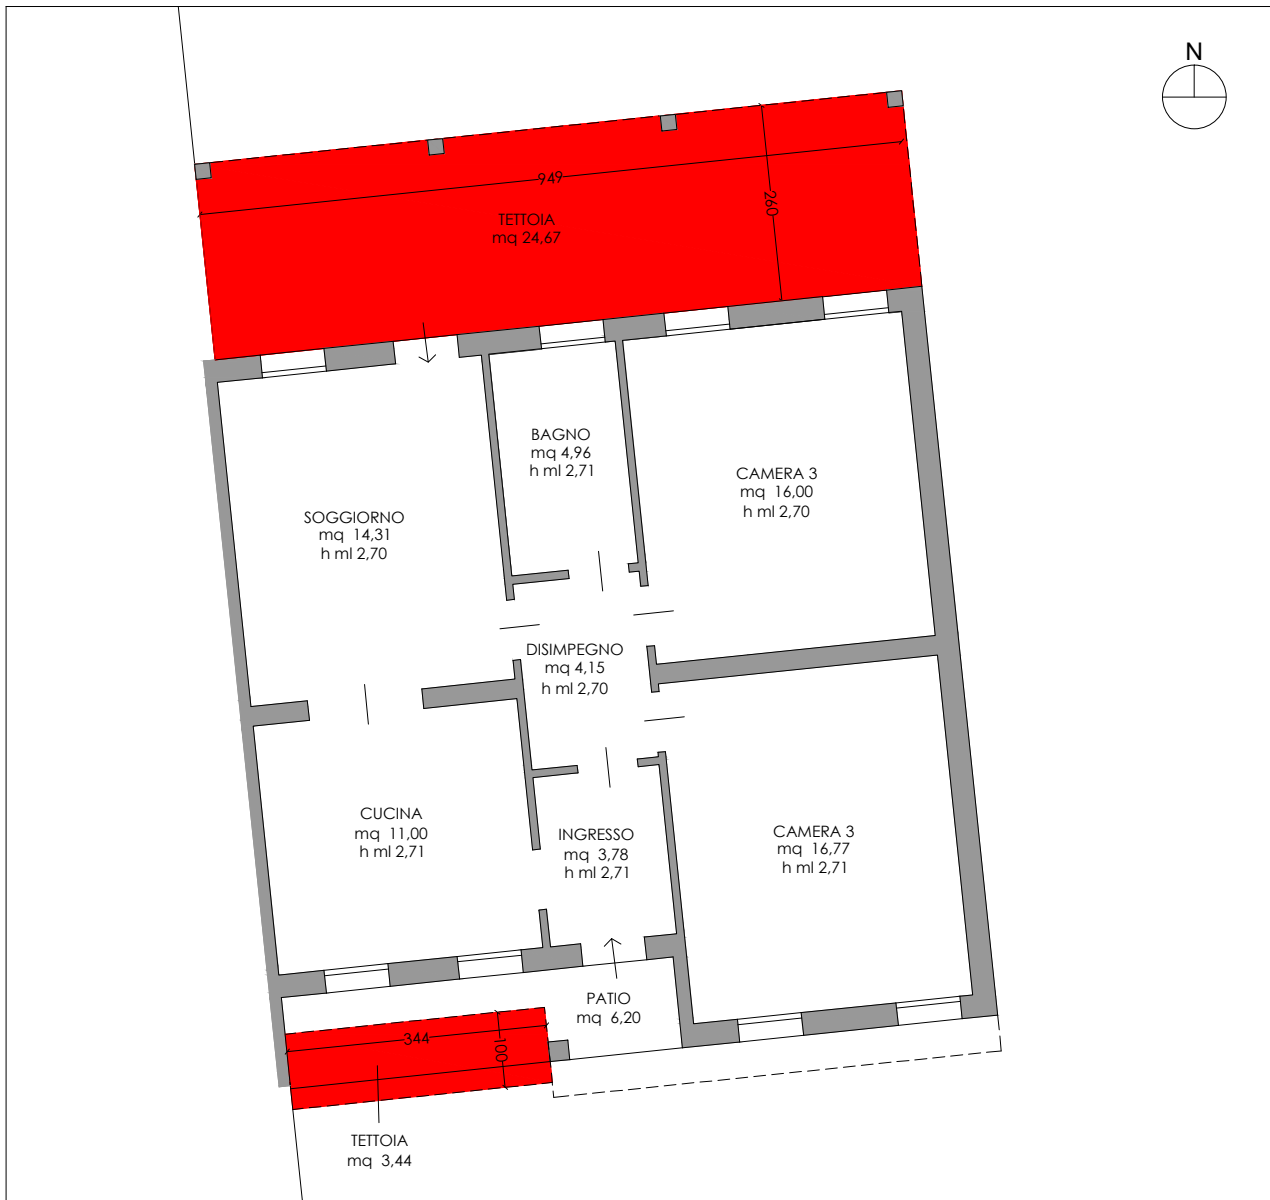 N
949
260
TETTOIA
mq 24,67
BAGNO
mq 4,96
h ml 2,71
CAMERA 3
mq 16,00
h ml 2,70
SOGGIORNO
mq 14,31
h ml 2,70
DISIMPEGNO
mq 4,15
h ml 2,70
CUCINA
mq 11,00
h ml 2,71
INGRESSO
mq 3,78
h ml 2,71
CAMERA 3
mq 16,77
h ml 2,71
PATIO
mq 6,20
344
100
TETTOIA
mq 3,44